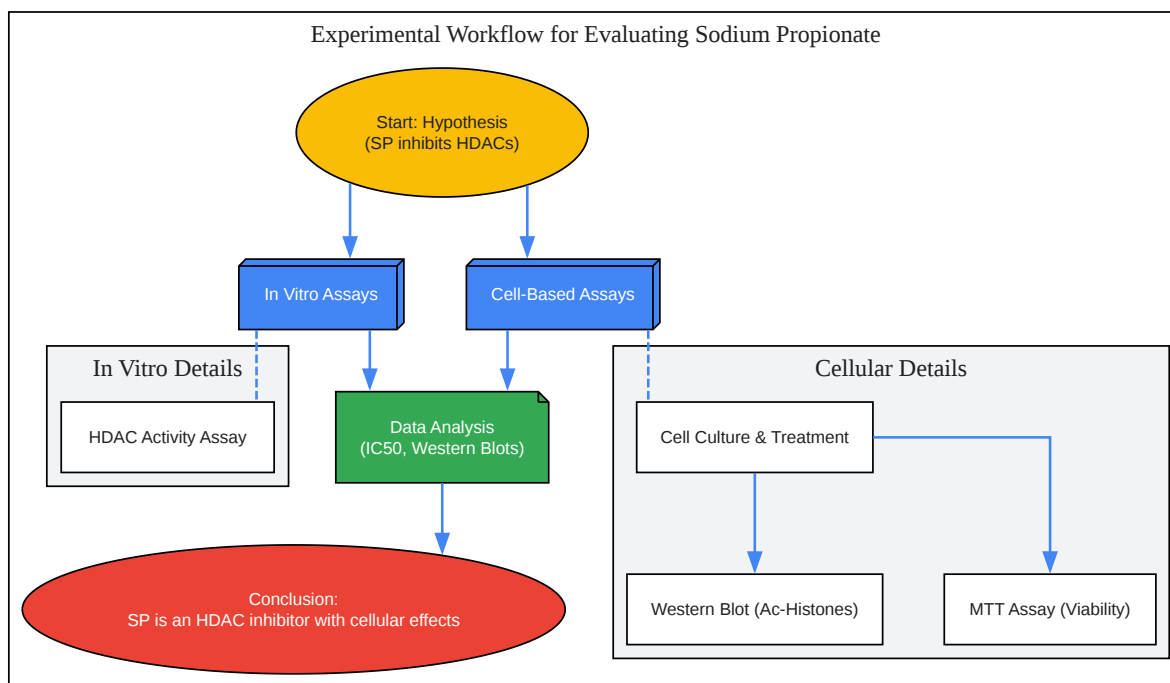 Experimental Workflow for Evaluating Sodium Propionate
Start: Hypothesis
(SP inhibits HDACs)
In Vitro Assays
Cell-Based Assays
In Vitro Details
HDAC Activity Assay
Data Analysis
(IC50, Western Blots)
Cellular Details
Cell Culture & Treatment
Western Blot (Ac-Histones)
MTT Assay (Viability)
Conclusion:
SP is an HDAC inhibitor with cellular effects